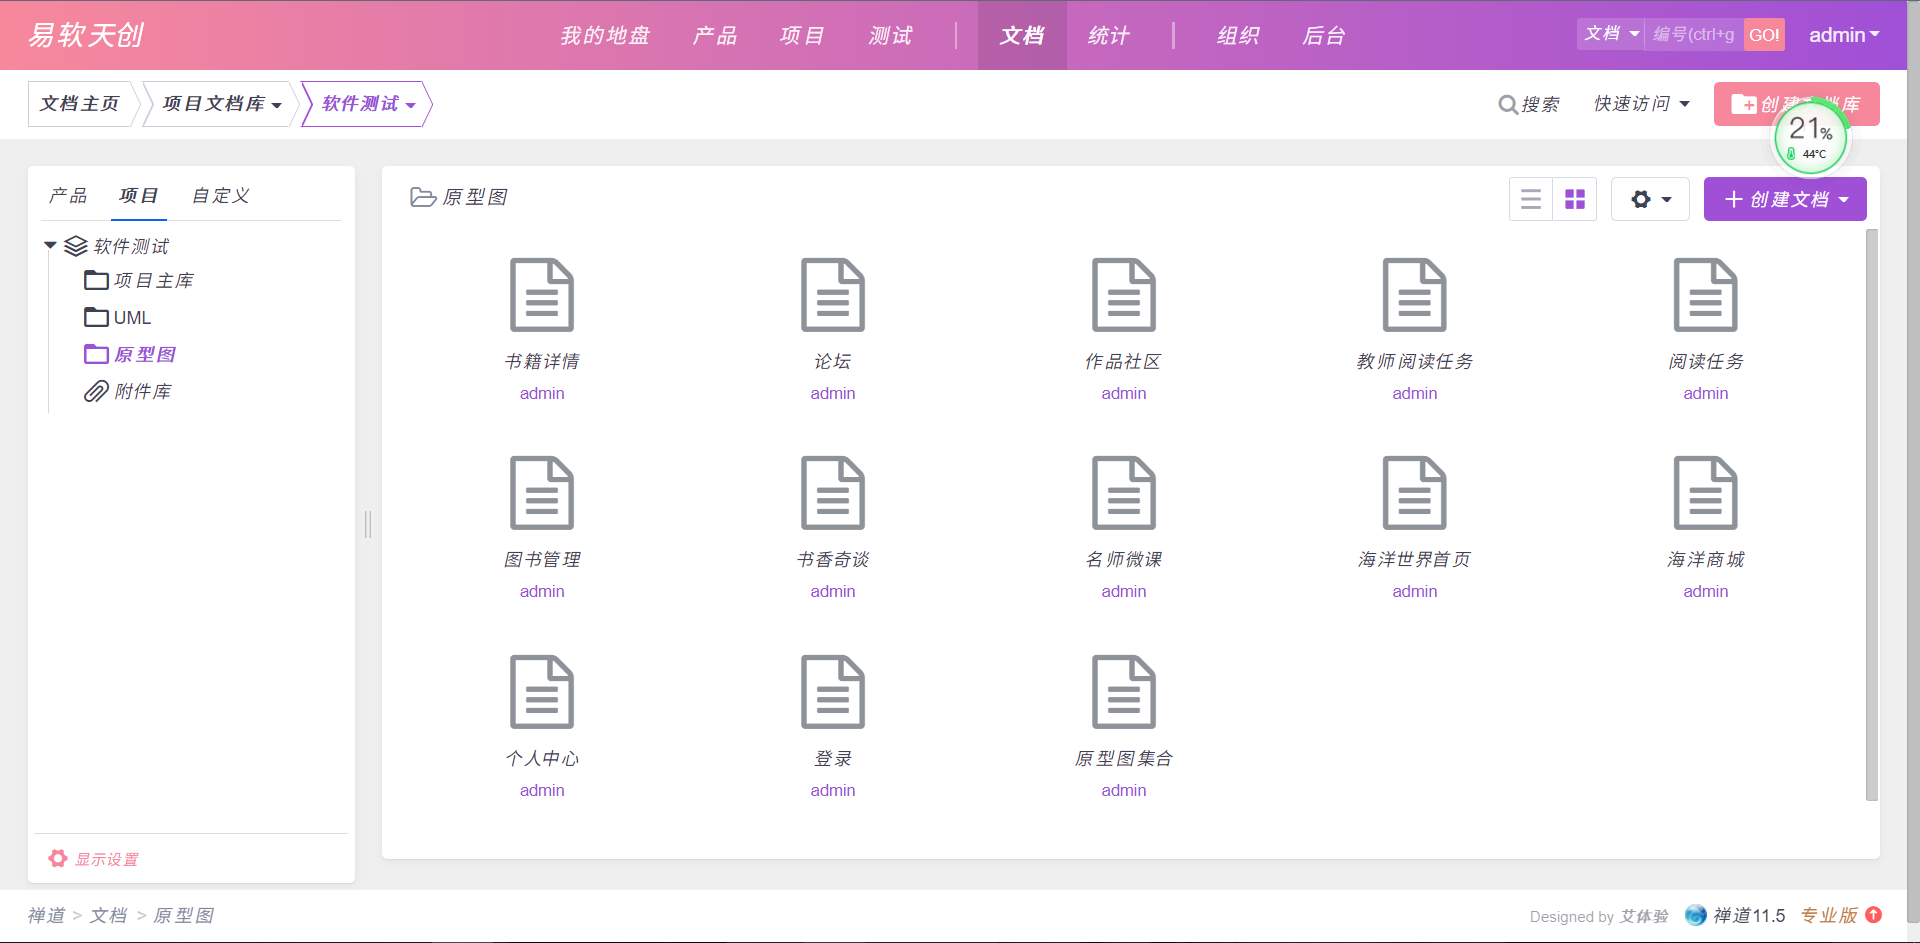 易软天创
我的地盘 产品 项目 测试 文档 统计 组织 后台
文档 编号(ctrl+g GO! admin
文档主页 项目文档库 软件测试
搜索 快速访问 创建 档库
21%
44°C
产品 项目 自定义
软件测试
项目主库
UML
原型图
附件库
显示设置
原型图
创建文档
书籍详情 论坛 作品社区 教师阅读任务 阅读任务
admin admin admin admin admin
图书管理 书香奇谈 名师微课 海洋世界首页 海洋商城
admin admin admin admin admin
个人中心 登录 原型图集合
admin admin admin
禅道 > 文档 > 原型图
Designed by 艾体验 禅道11.5 专业版